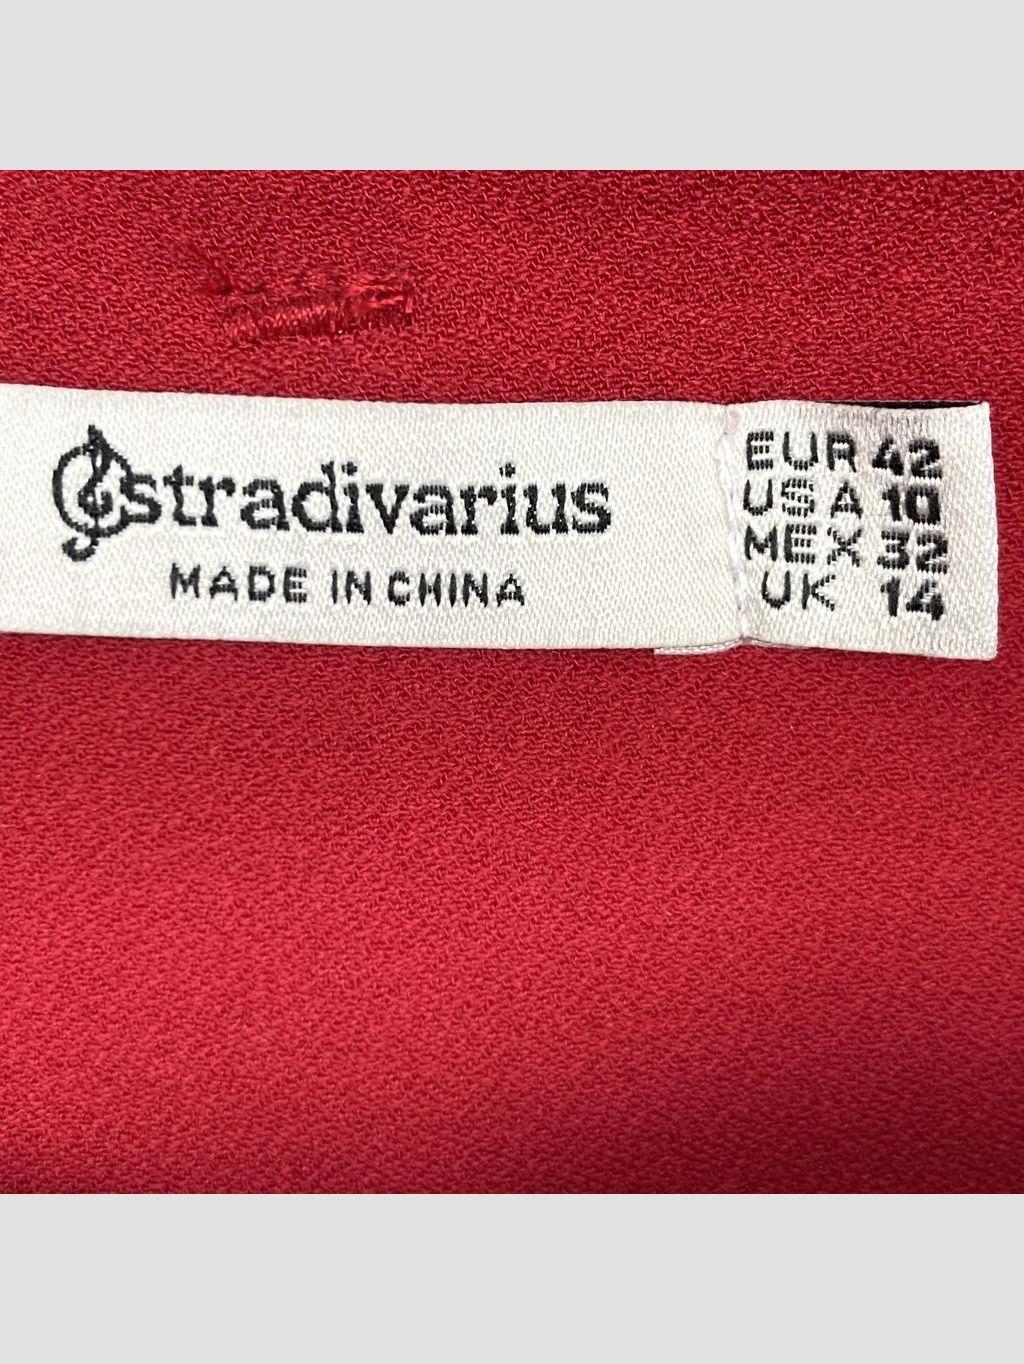 stradivarius
MADE IN CHINA
EUR 42
USA 10
MEX 32
UK 14